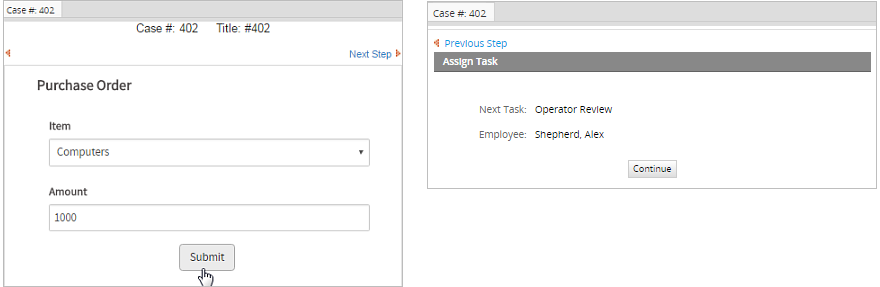 Case #: 402
Case #: 402 Title: #402
Next Step
Purchase Order
Item
Computers
Amount
1000
Submit
Case #: 402
Previous Step
Assign Task
Next Task: Operator Review
Employee: Shepherd, Alex
Continue